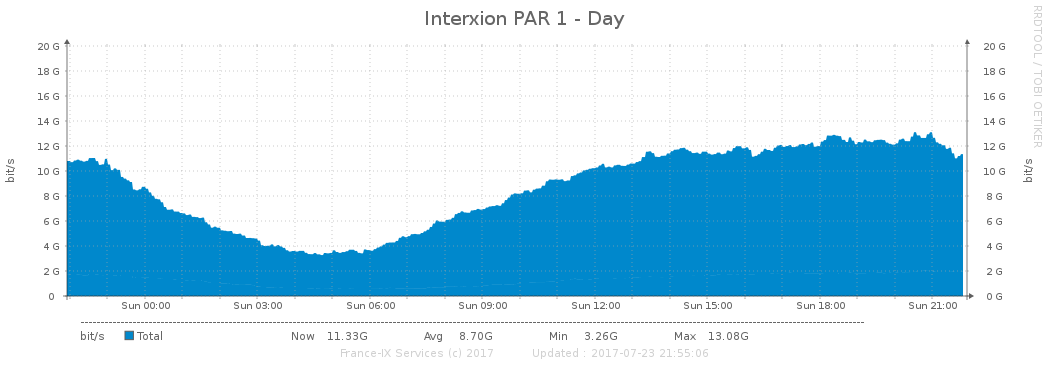 Interxion PAR 1 - Day
RRDTOOL / TOBI OETIKER
20 G 20 G
18 G 18 G
16 G 16 G
14 G 14 G
12 G 12 G
10 G 10 G
8 G 8 G
6 G 6 G
4 G 4 G
2 G 2 G
0 0 G
bit/s bit/s
Sun 00:00 Sun 03:00 Sun 06:00 Sun 09:00 Sun 12:00 Sun 15:00 Sun 18:00 Sun 21:00
bit/s Total Now 11.33G Avg 8.70G Min 3.26G Max 13.08G
France-IX Services (c) 2017 Updated : 2017-07-23 21:55:06